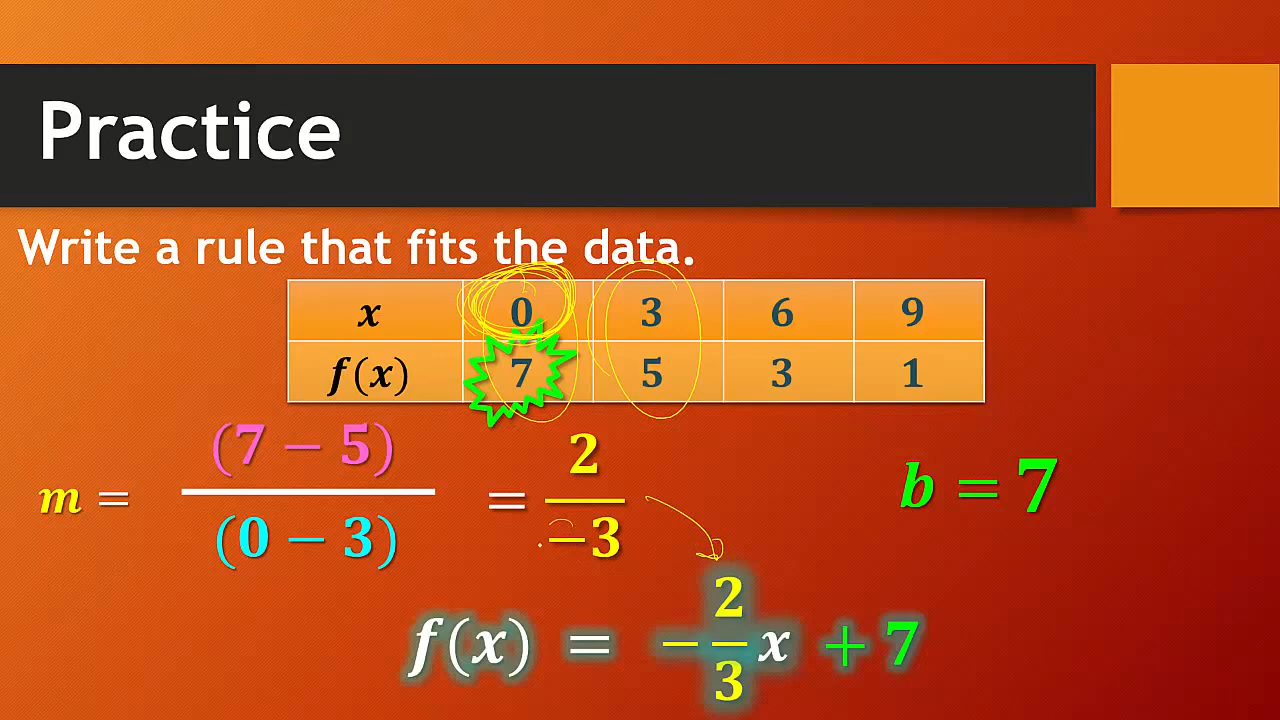 Practice
Write a rule that fits the data.
x 0 3 6 9
f(x) 7 5 3 1
m = (7 − 5) / (0 − 3) = 2 / −3
b = 7
f(x) = −2/3 x + 7